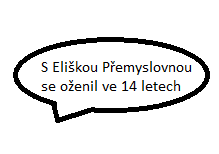 S Eliškou Přemyslovnou
se oženil ve 14 letech